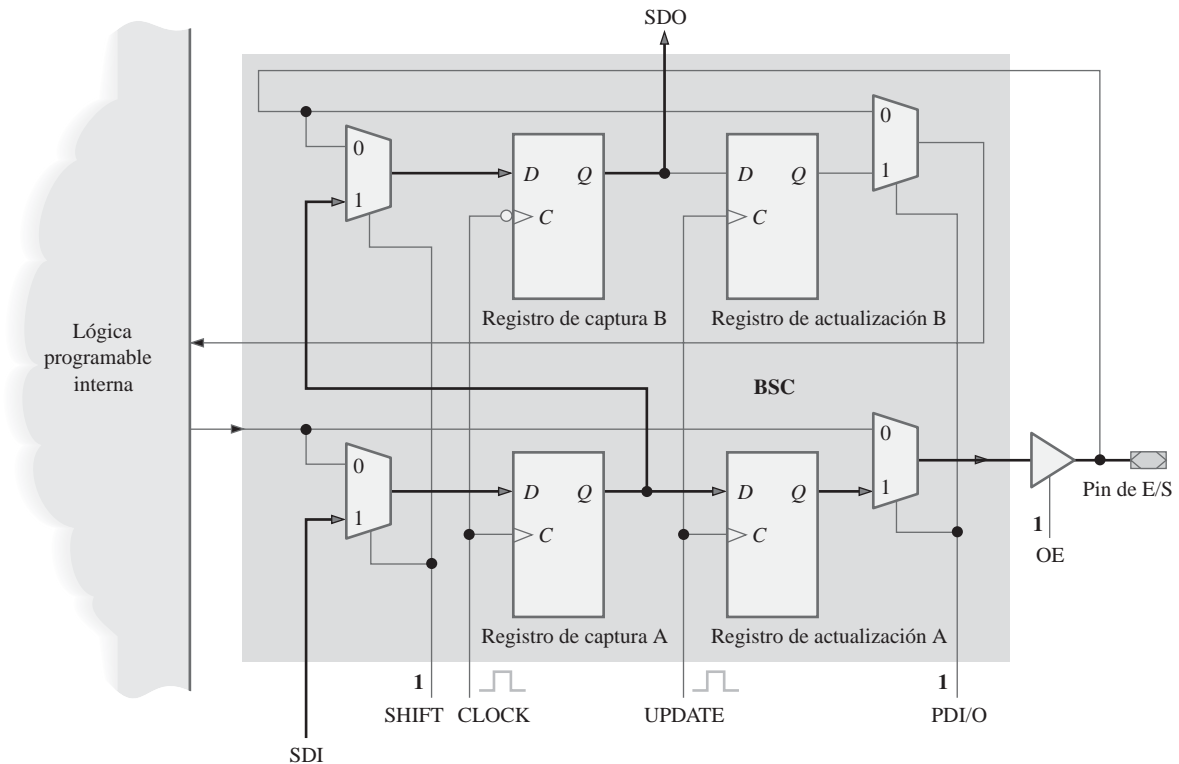 SDO
0
1
D
Q
C
D
Q
C
0
1
Registro de captura B
Registro de actualización B
Lógica
programable
interna
BSC
0
1
D
Q
C
D
Q
C
0
1
Pin de E/S
1
OE
Registro de captura A
Registro de actualización A
1
1
SHIFT
CLOCK
UPDATE
PDI/O
SDI